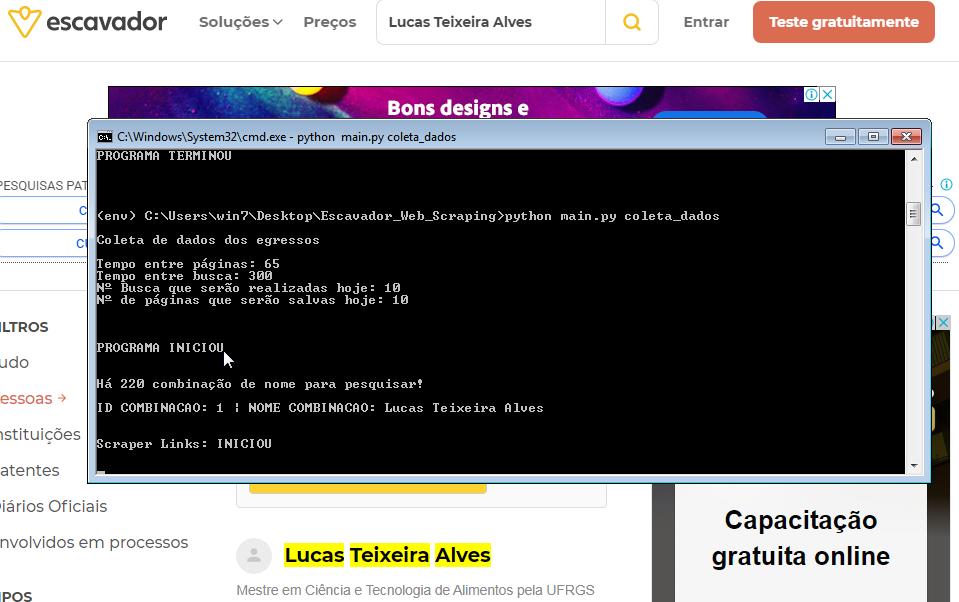 escavador
Soluções
Preços
Lucas Teixeira Alves
Entrar
Teste gratuitamente
Bons designs e
C:\Windows\System32\cmd.exe - python main.py coleta_dados
PROGRAMA TERMINOU
PESQUISAS PAT
(env) C:\Users\win7\Desktop\Escavador_Web_Scraping>python main.py coleta_dados
Coleta de dados dos egressos
Tempo entre páginas: 65
Tempo entre busca: 300
Nº Busca que serão realizadas hoje: 10
Nº de páginas que serão salvas hoje: 10
PROGRAMA INICIOU
Há 220 combinação de nome para pesquisar!
ID COMBINACAO: 1 ¦ NOME COMBINACAO: Lucas Teixeira Alves
Scraper Links: INICIOU
ILTROS
udo
essoas
nstituições
atentes
iários Oficiais
nvolvidos em processos
IPOS
Lucas Teixeira Alves
Mestre em Ciência e Tecnologia de Alimentos pela UFRGS
Capacitação
gratuita online